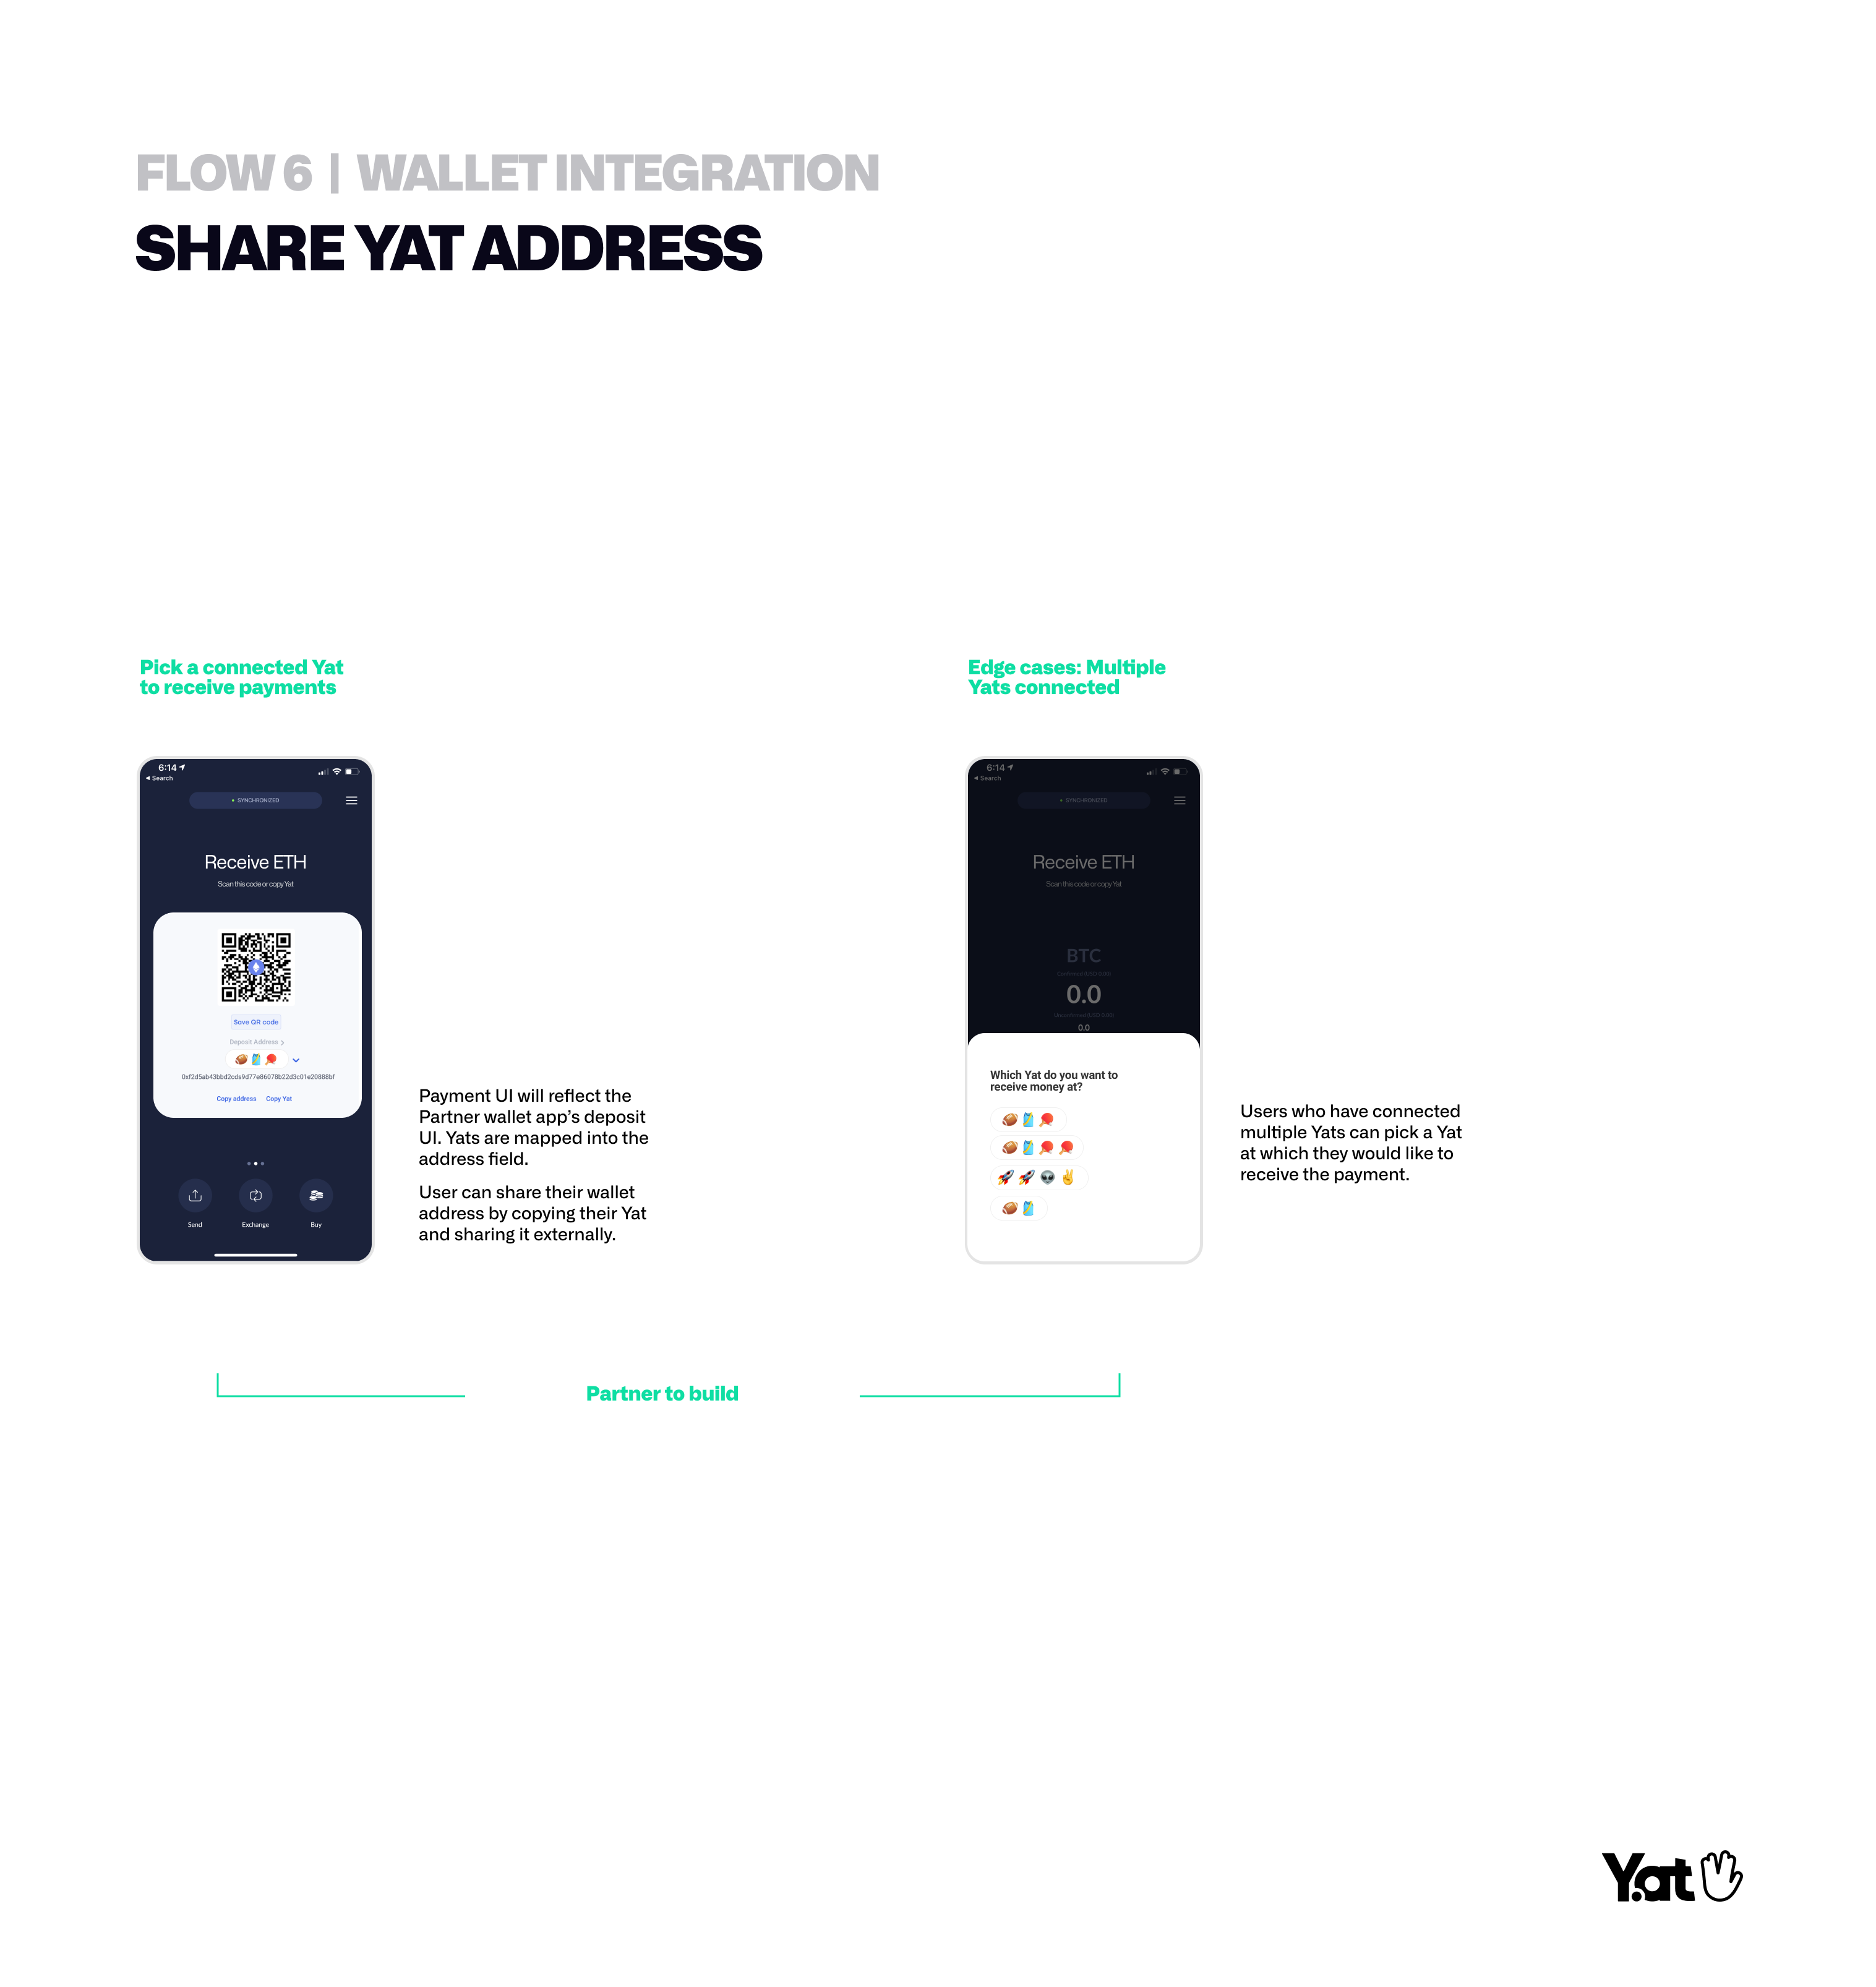 FLOW 6 | WALLET INTEGRATION
SHARE YAT ADDRESS
Pick a connected Yat
to receive payments
6:14
Search
SYNCHRONIZED
Receive ETH
Scan this code or copy Yat
Save QR code
Deposit Address
0xf2d5ab43bbd2cds9d77e86078b22d3c01e20888bf
Copy address Copy Yat
Send Exchange Buy
Payment UI will reflect the
Partner wallet app's deposit
UI. Yats are mapped into the
address field.
User can share their wallet
address by copying their Yat
and sharing it externally.
Edge cases: Multiple
Yats connected
6:14
Search
SYNCHRONIZED
Receive ETH
Scan this code or copy Yat
BTC
0.0
0.0
Which Yat do you want to
receive money at?
Users who have connected
multiple Yats can pick a Yat
at which they would like to
receive the payment.
Partner to build
Y.at